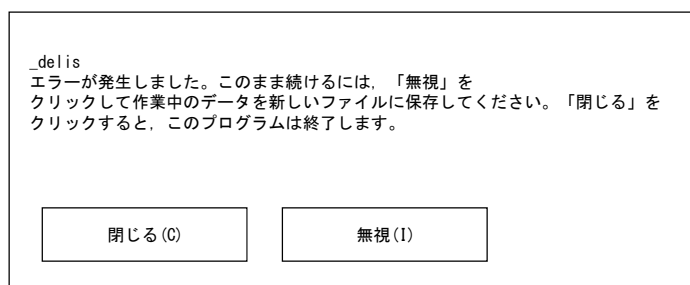 _delis
エラーが発生しました。このまま続けるには，「無視」を
クリックして作業中のデータを新しいファイルに保存してください。「閉じる」を
クリックすると，このプログラムは終了します。
閉じる(C)
無視(I)